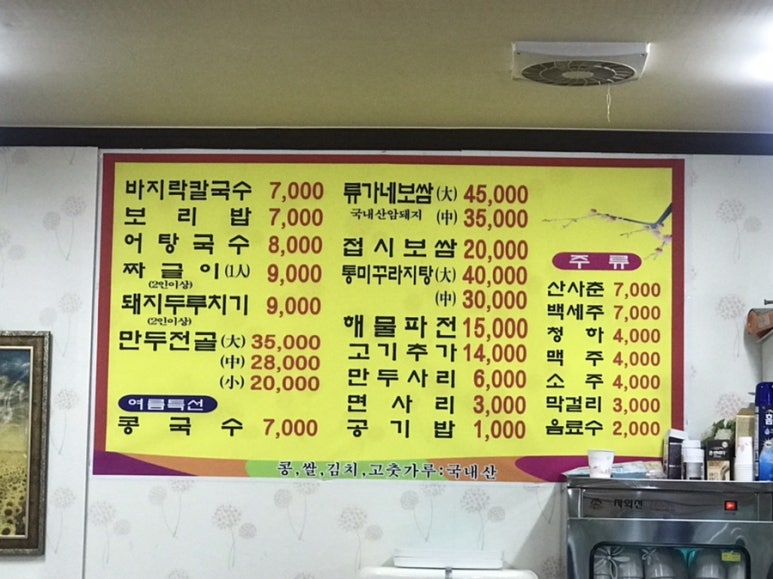 바지락칼국수 7,000
보리밥 7,000
어탕국수 8,000
짜글이(1人) 9,000
(2인이상)
돼지두루치기 9,000
(2인이상)
만두전골 (大) 35,000
(中) 28,000
(小) 20,000
여름특선
콩국수 7,000
류가네보쌈(大) 45,000
국내산암돼지 (中) 35,000
접시보쌈 20,000
통미꾸라지탕(大) 40,000
(中) 30,000
해물파전 15,000
고기추가 14,000
만두사리 6,000
면사리 3,000
공기밥 1,000
주류
산사춘 7,000
백세주 7,000
청하 4,000
맥주 4,000
소주 4,000
막걸리 3,000
음료수 2,000
콩,쌀,김치,고춧가루:국내산